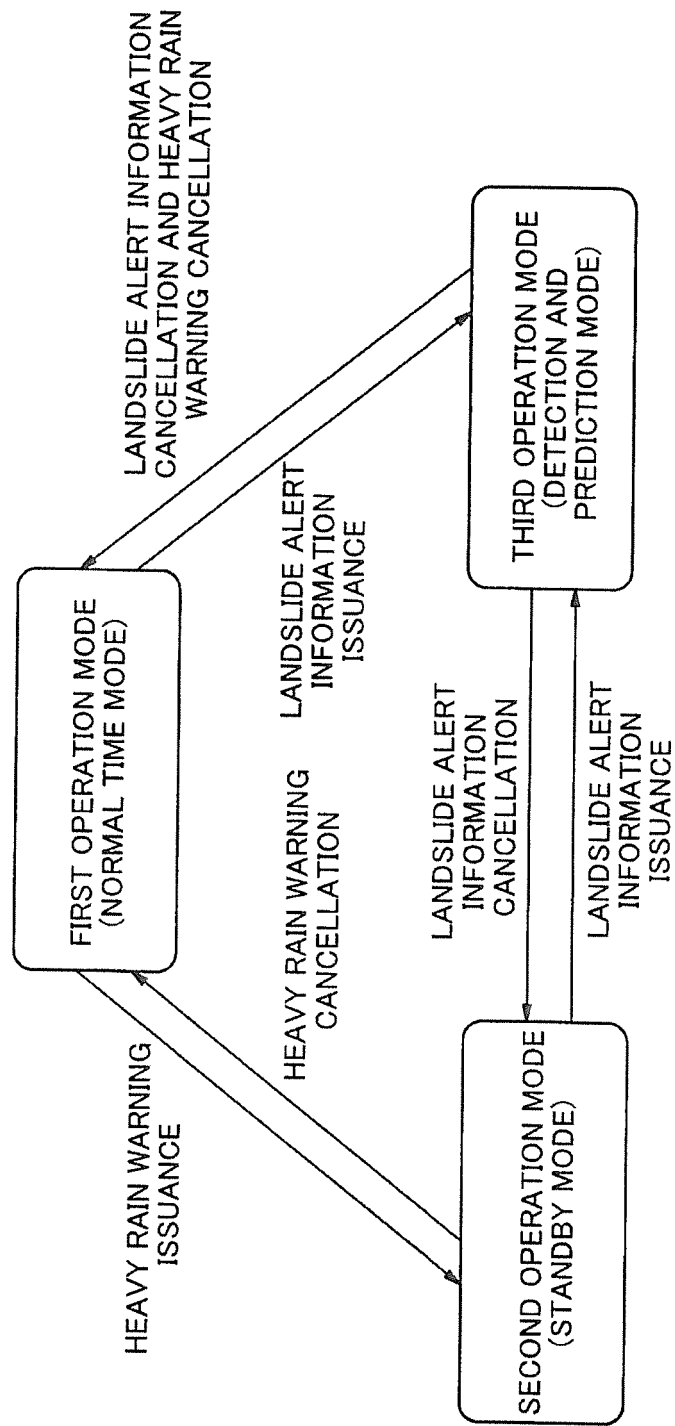 FIRST OPERATION MODE
(NORMAL TIME MODE)
HEAVY RAIN WARNING
ISSUANCE
HEAVY RAIN WARNING
CANCELLATION
LANDSLIDE ALERT
INFORMATION
ISSUANCE
LANDSLIDE ALERT INFORMATION
CANCELLATION AND HEAVY RAIN
WARNING CANCELLATION
SECOND OPERATION MODE
(STANDBY MODE)
LANDSLIDE ALERT
INFORMATION
CANCELLATION
LANDSLIDE ALERT
INFORMATION
ISSUANCE
THIRD OPERATION MODE
(DETECTION AND
PREDICTION MODE)